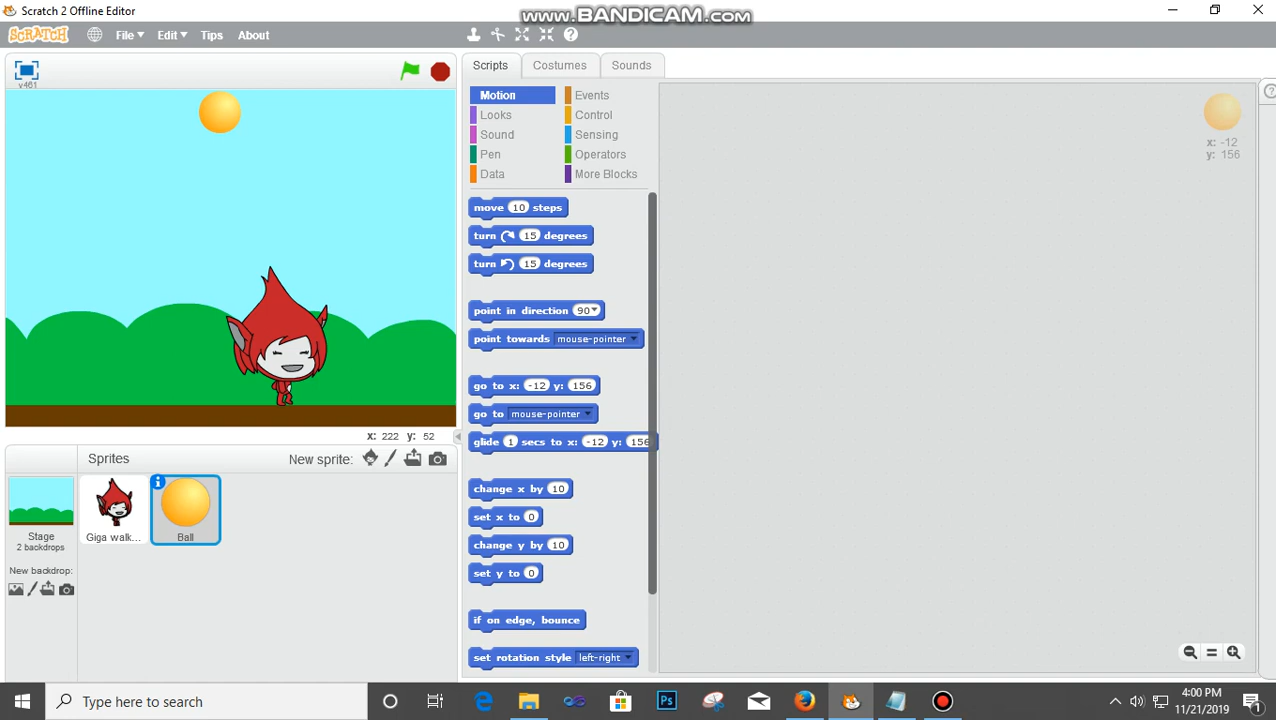 Scratch 2 Offline Editor
www.BANDICAM.com
SCRATCH File Edit Tips About
v461
Scripts Costumes Sounds
Motion Events
Looks Control
Sound Sensing
Pen Operators
Data More Blocks
x: -12
y: 156
move 10 steps
turn 15 degrees
turn 15 degrees
point in direction 90
point towards mouse-pointer
go to x: -12 y: 156
go to mouse-pointer
glide 1 secs to x: -12 y: 156
change x by 10
set x to 0
change y by 10
set y to 0
if on edge, bounce
set rotation style left-right
x: 222 y: 52
Sprites New sprite:
Stage
2 backdrops
New backdrop:
Giga walk...
Ball
Type here to search
4:00 PM
11/21/2019
1